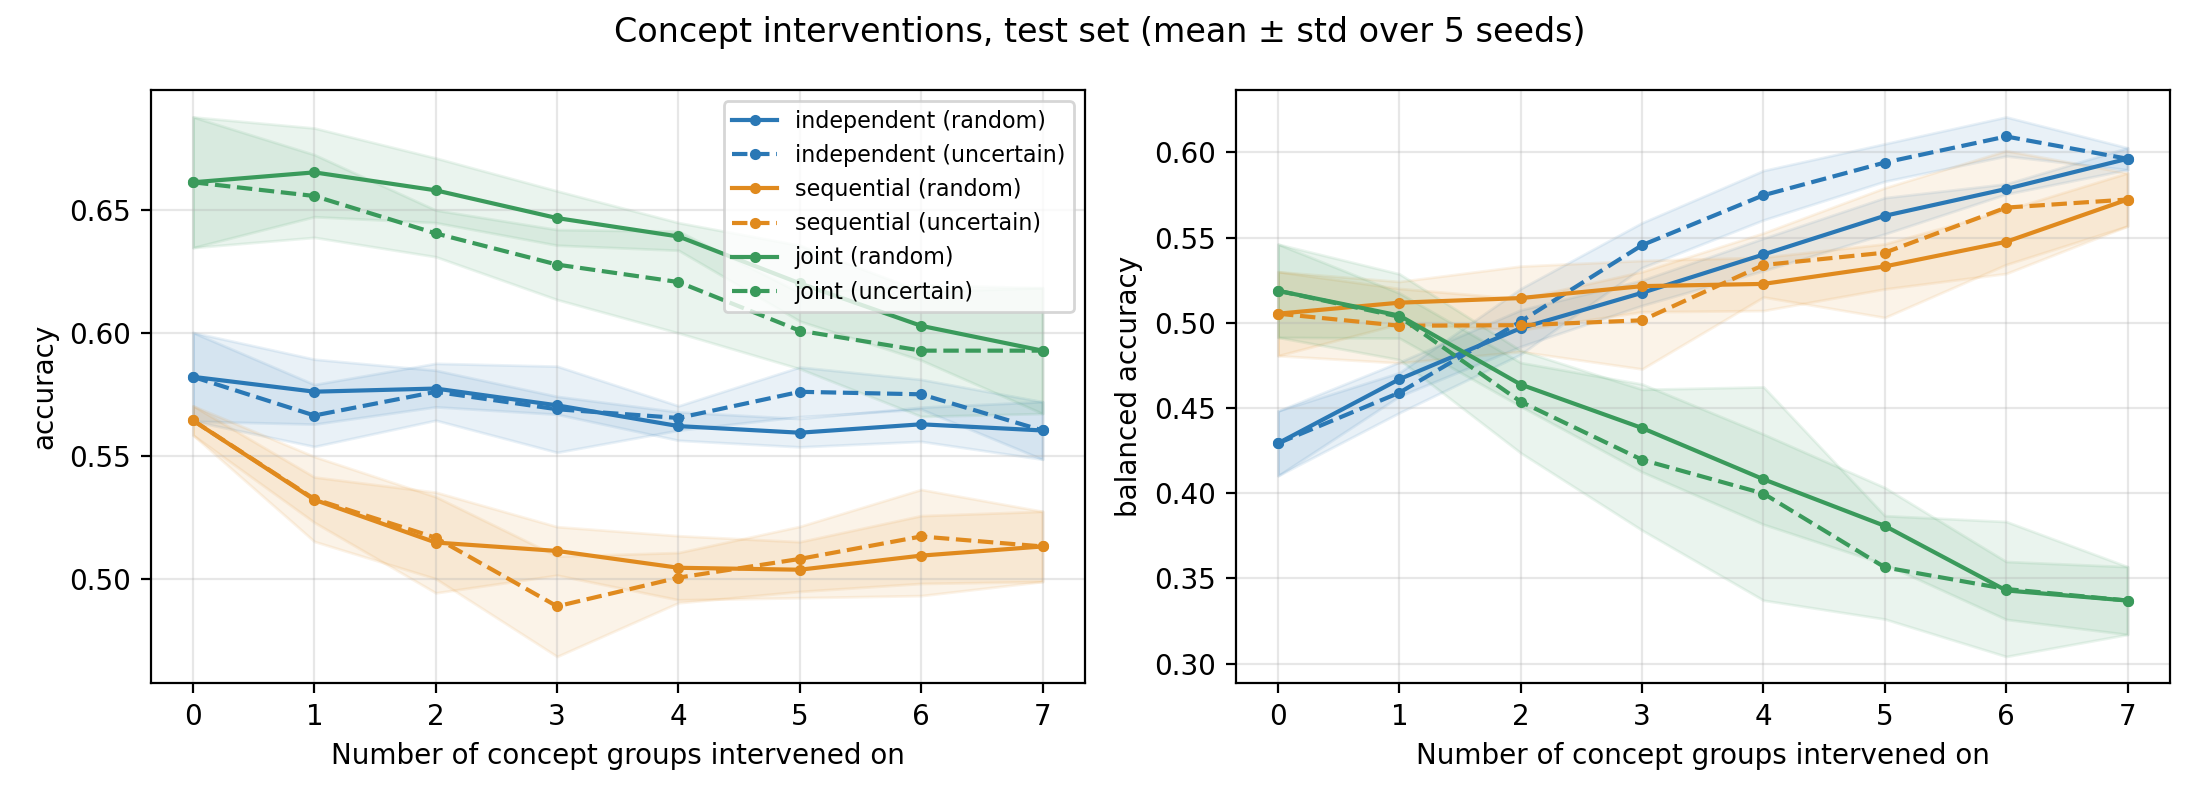 Concept interventions, test set (mean ± std over 5 seeds)
accuracy
0.65
0.60
0.55
0.50
independent (random)
independent (uncertain)
sequential (random)
sequential (uncertain)
joint (random)
joint (uncertain)
0 1 2 3 4 5 6 7
Number of concept groups intervened on
balanced accuracy
0.60
0.55
0.50
0.45
0.40
0.35
0.30
0 1 2 3 4 5 6 7
Number of concept groups intervened on